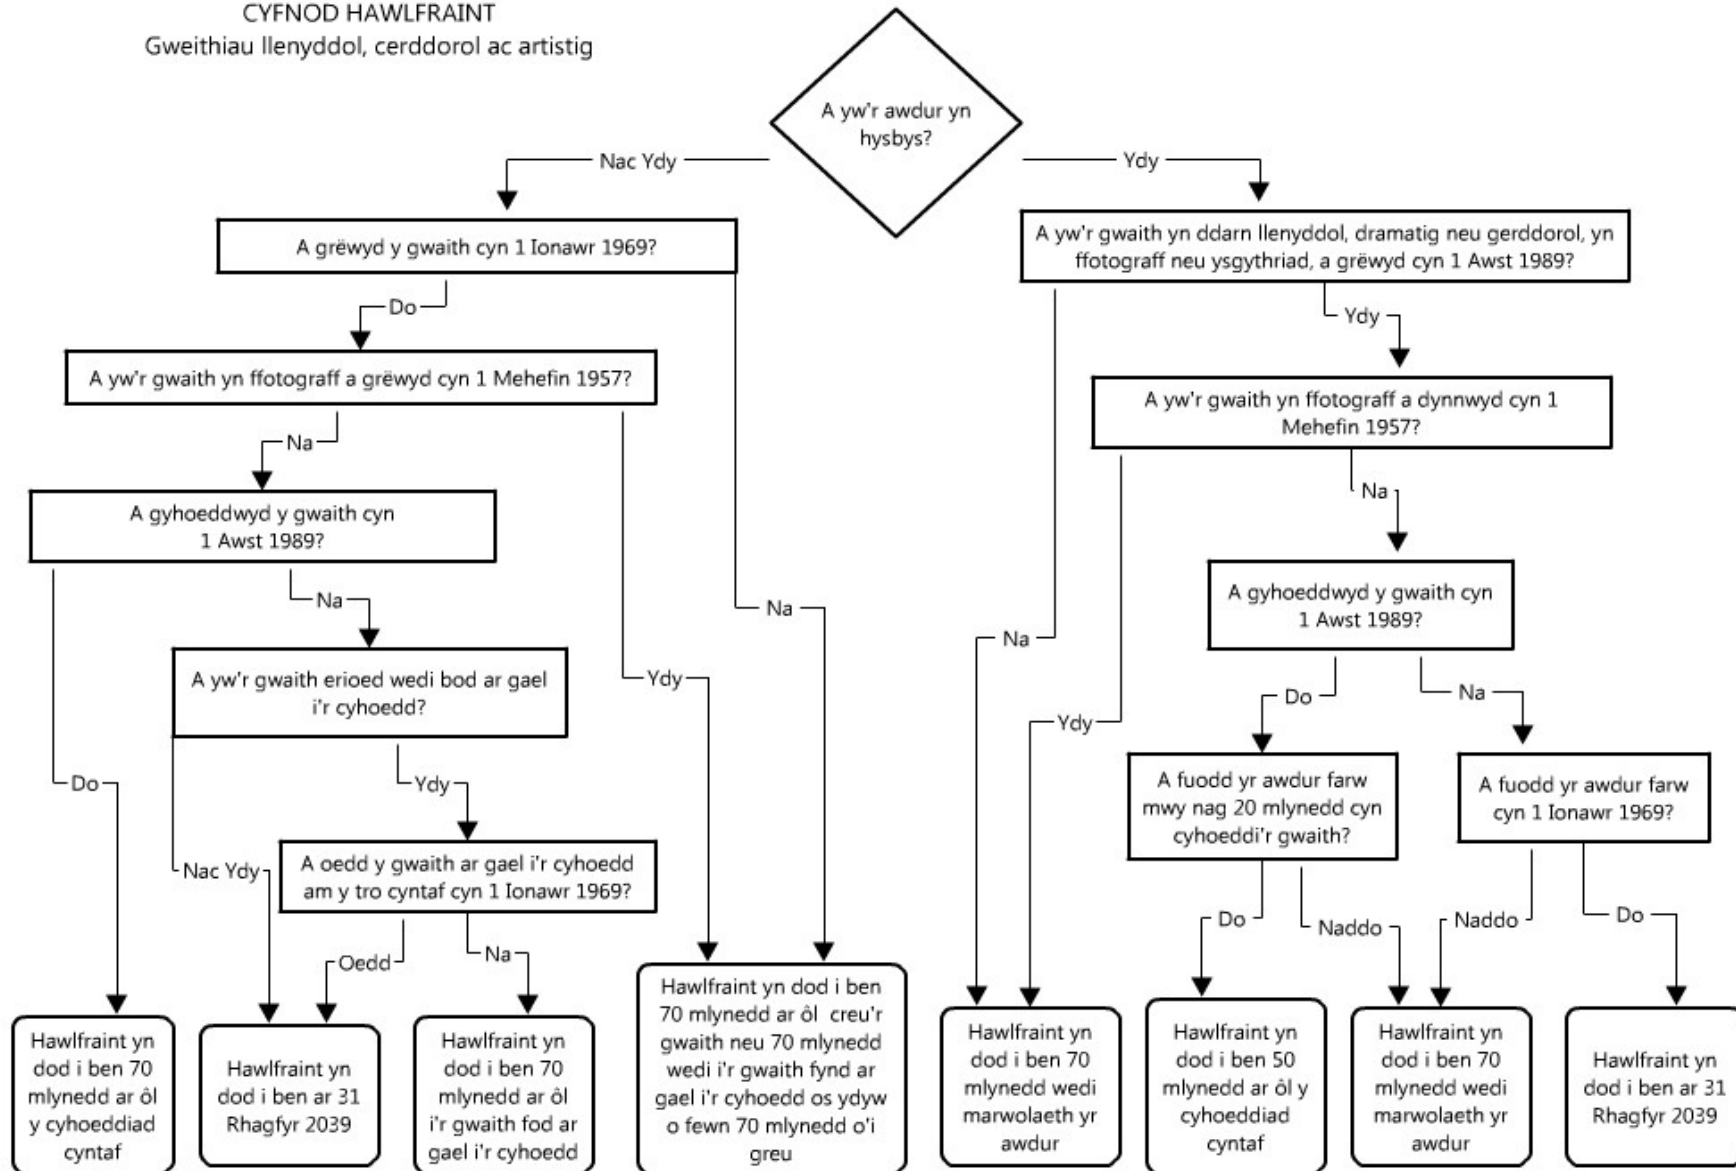 CYFNOD HAWLFRAINT
Gweithiau llenyddol, cerddorol ac artistig
A yw'r awdur yn
hysbys?
Nac Ydy
Ydy
A grëwyd y gwaith cyn 1 Ionawr 1969?
A yw'r gwaith yn ddarn llenyddol, dramatig neu gerddorol, yn
ffotograff neu ysgythriad, a grëwyd cyn 1 Awst 1989?
Do
Ydy
A yw'r gwaith yn ffotograff a grëwyd cyn 1 Mehefin 1957?
A yw'r gwaith yn ffotograff a dynnwyd cyn 1
Mehefin 1957?
Na
Na
A gyhoeddwyd y gwaith cyn
1 Awst 1989?
A gyhoeddwyd y gwaith cyn
1 Awst 1989?
Na
Na
Na
A yw'r gwaith erioed wedi bod ar gael
i'r cyhoedd?
Ydy
Do
Na
Ydy
Do
Ydy
A fuodd yr awdur farw
mwy nag 20 mlynedd cyn
cyhoeddi'r gwaith?
A fuodd yr awdur farw
cyn 1 Ionawr 1969?
Nac Ydy
A oedd y gwaith ar gael i'r cyhoedd
am y tro cyntaf cyn 1 Ionawr 1969?
Do
Naddo
Naddo
Do
Oedd
Na
Hawlfraint yn
dod i ben 70
mlynedd ar ôl
y cyhoeddiad
cyntaf
Hawlfraint yn
dod i ben ar 31
Rhagfyr 2039
Hawlfraint yn
dod i ben 70
mlynedd ar ôl
i'r gwaith fod ar
gael i'r cyhoedd
Hawlfraint yn dod i ben
70 mlynedd ar ôl creu'r
gwaith neu 70 mlynedd
wedi i'r gwaith fynd ar
gael i'r cyhoedd os ydyw
o fewn 70 mlynedd o'i
greu
Hawlfraint yn
dod i ben 70
mlynedd wedi
marwolaeth yr
awdur
Hawlfraint yn
dod i ben 50
mlynedd ar ôl y
cyhoeddiad
cyntaf
Hawlfraint yn
dod i ben 70
mlynedd wedi
marwolaeth yr
awdur
Hawlfraint yn
dod i ben ar 31
Rhagfyr 2039